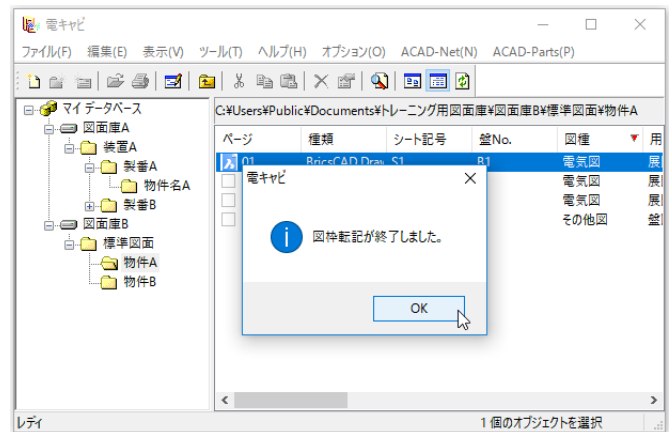 電キャビ
ファイル(F) 編集(E) 表示(V) ツール(T) ヘルプ(H) オプション(O) ACAD-Net(N) ACAD-Parts(P)
マイ データベース
図面庫A
装置A
製番A
物件名A
製番B
図面庫B
標準図面
物件A
物件B
C:¥Users¥Public¥Documents¥トレーニング用図面庫¥図面庫B¥標準図面¥物件A
ページ 種類 シート記号 盤No. 図種 用
01 BricsCAD Draw S1 B1 電気図 展
電気図 展
電気図 展
その他図 盤
電キャビ
図枠転記が終了しました。
OK
レディ 1 個のオブジェクトを選択